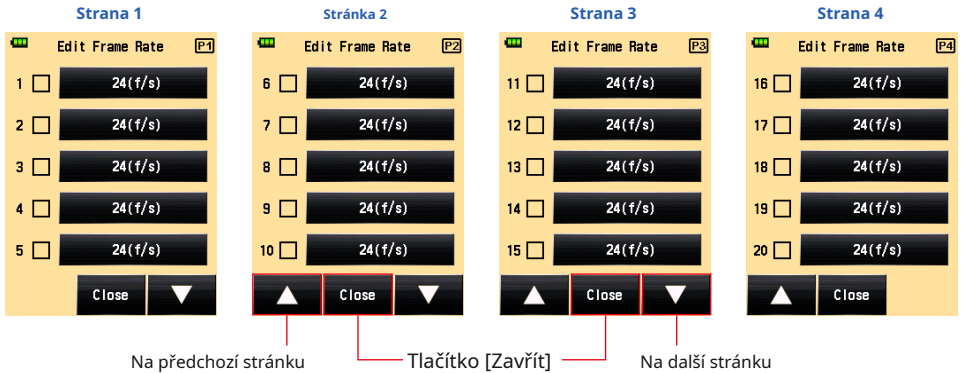 Strana 1
Edit Frame Rate P1
1 24(f/s)
2 24(f/s)
3 24(f/s)
4 24(f/s)
5 24(f/s)
Close
Stránka 2
Edit Frame Rate P2
6 24(f/s)
7 24(f/s)
8 24(f/s)
9 24(f/s)
10 24(f/s)
Close
Strana 3
Edit Frame Rate P3
11 24(f/s)
12 24(f/s)
13 24(f/s)
14 24(f/s)
15 24(f/s)
Close
Strana 4
Edit Frame Rate P4
16 24(f/s)
17 24(f/s)
18 24(f/s)
19 24(f/s)
20 24(f/s)
Close
Na předchozí stránku
Tlačítko [Zavřít]
Na další stránku